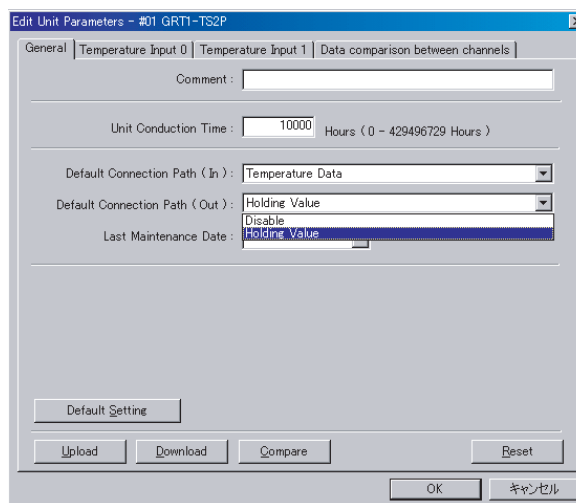 Edit Unit Parameters - #01 GRT1-TS2P
General Temperature Input 0 Temperature Input 1 Data comparison between channels
Comment :
Unit Conduction Time : 10000 Hours ( 0 - 429496729 Hours )
Default Connection Path ( In ) : Temperature Data
Default Connection Path ( Out ) : Holding Value
Disable
Last Maintenance Date : Holding Value
Default Setting
Upload Download Compare Reset
OK キャンセル